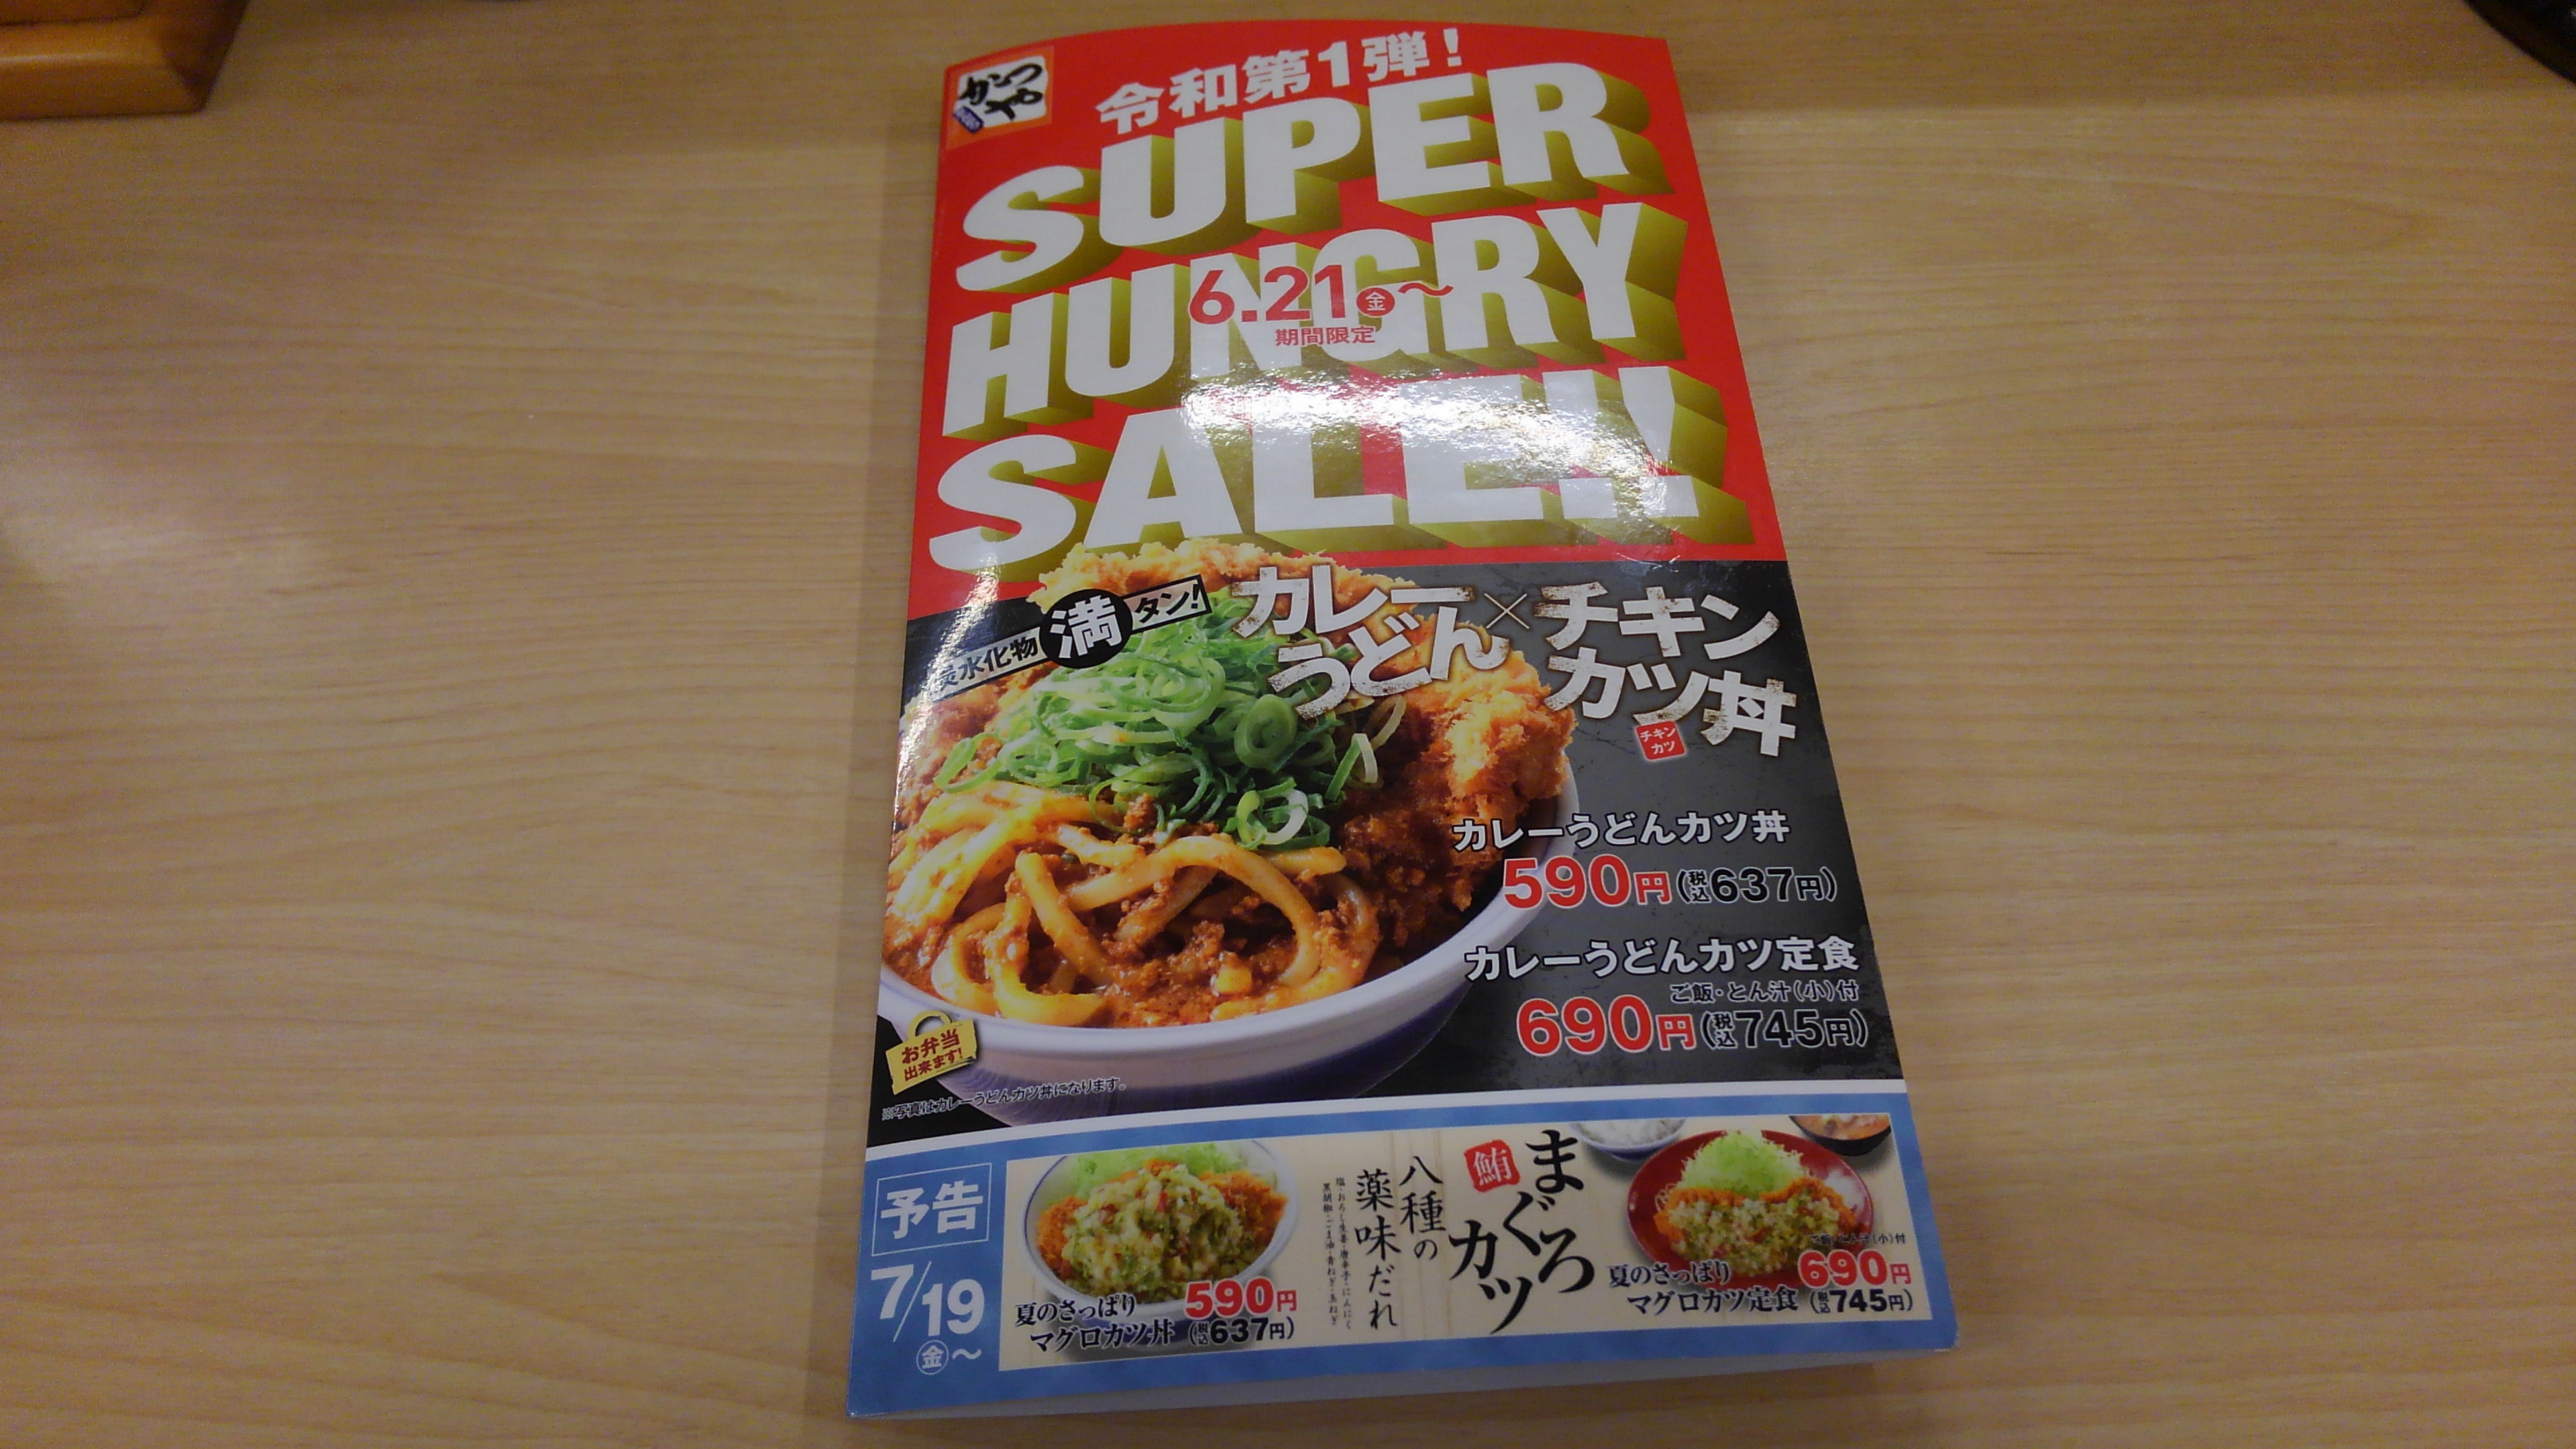 かつや
令和第1弾!
SUPER
HUNGRY
SALE!!
6.21㊎〜
期間限定
炭水化物満タン!
カレーうどん×チキンカツ丼
チキンカツ
カレーうどんカツ丼
590円(税込637円)
カレーうどんカツ定食
ご飯・とん汁(小)付
690円(税込745円)
お弁当
出来ます!
※写真はカレーうどんカツ丼になります。
予告
7/19
㊎〜
夏のさっぱり
マグロカツ丼
590円
(税込637円)
八種の
薬味だれ
鮪
まぐろ
カツ
ご飯・とん汁(小)付
夏のさっぱり
マグロカツ定食
690円
(税込745円)